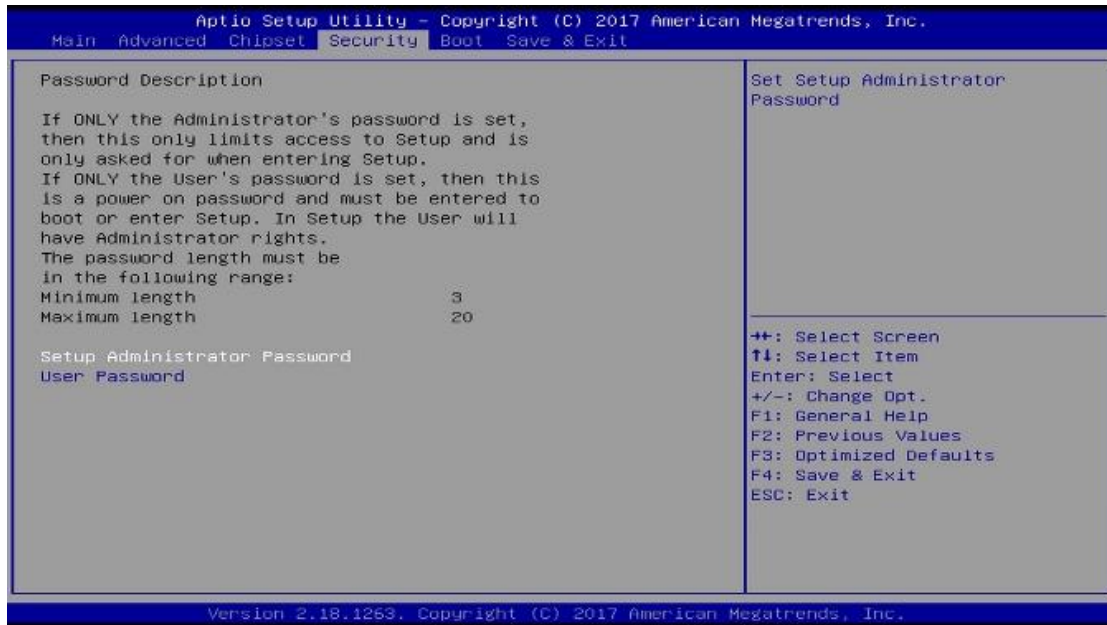 Aptio Setup Utility – Copyright (C) 2017 American Megatrends, Inc.
Main Advanced Chipset Security Boot Save & Exit
Password Description
If ONLY the Administrator's password is set,
then this only limits access to Setup and is
only asked for when entering Setup.
If ONLY the User's password is set, then this
is a power on password and must be entered to
boot or enter Setup. In Setup the User will
have Administrator rights.
The password length must be
in the following range:
Minimum length 3
Maximum length 20
Setup Administrator Password
User Password
Set Setup Administrator
Password
→←: Select Screen
↑↓: Select Item
Enter: Select
+/-: Change Opt.
F1: General Help
F2: Previous Values
F3: Optimized Defaults
F4: Save & Exit
ESC: Exit
Version 2.18.1263. Copyright (C) 2017 American Megatrends, Inc.